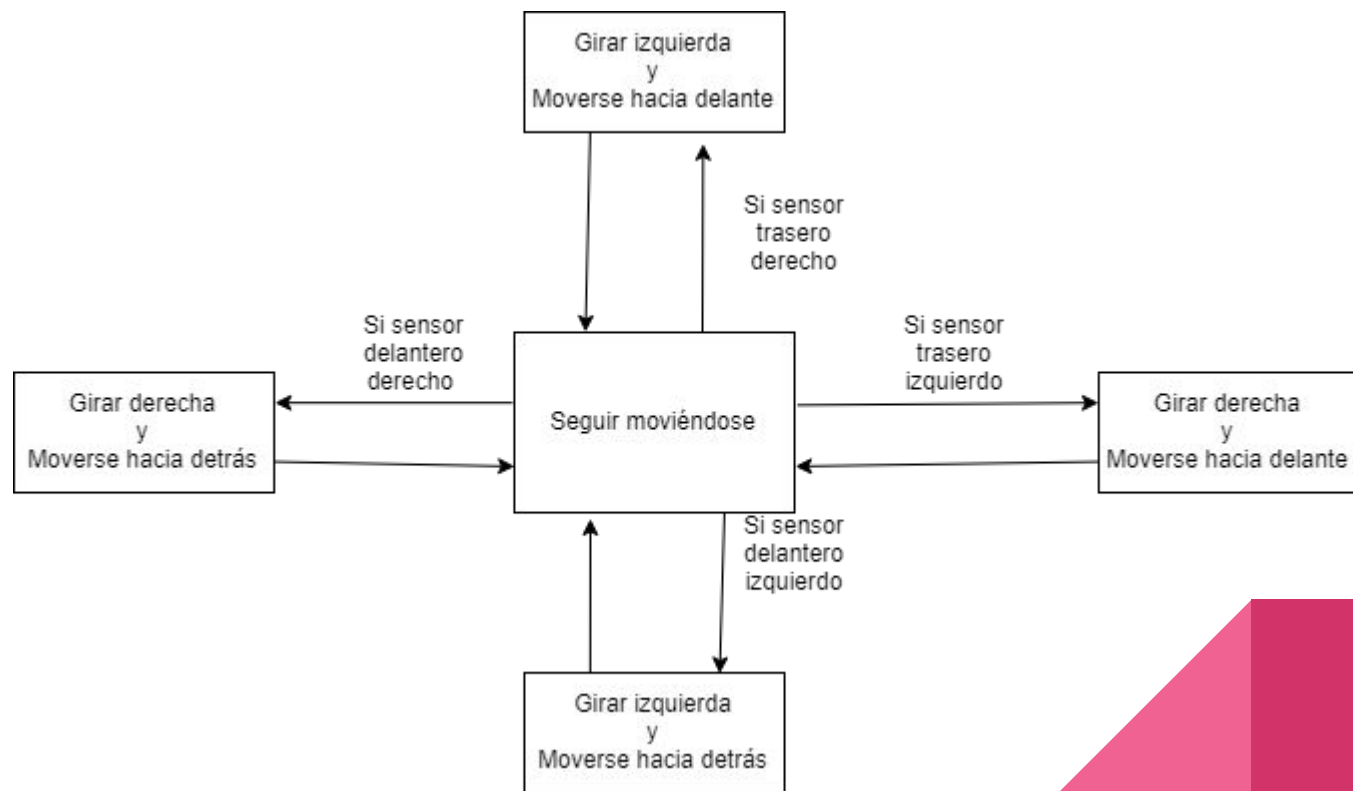 Girar izquierda
y
Moverse hacia delante
Si sensor
trasero
derecho
Si sensor
delantero
derecho
Si sensor
trasero
izquierdo
Girar derecha
y
Moverse hacia detrás
Seguir moviéndose
Girar derecha
y
Moverse hacia delante
Si sensor
delantero
izquierdo
Girar izquierda
y
Moverse hacia detrás